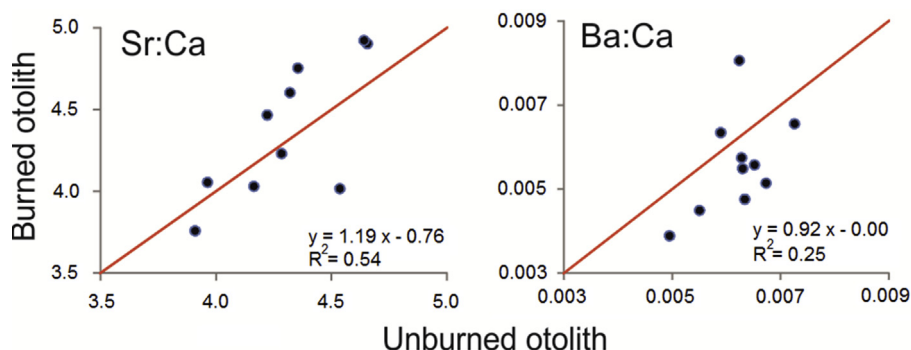 Sr:Ca
5.0
4.5
4.0
3.5
3.5 4.0 4.5 5.0
y = 1.19 x - 0.76
R2= 0.54
Burned otolith
Ba:Ca
0.009
0.007
0.005
0.003
0.003 0.005 0.007 0.009
y = 0.92 x - 0.00
R2= 0.25
Unburned otolith